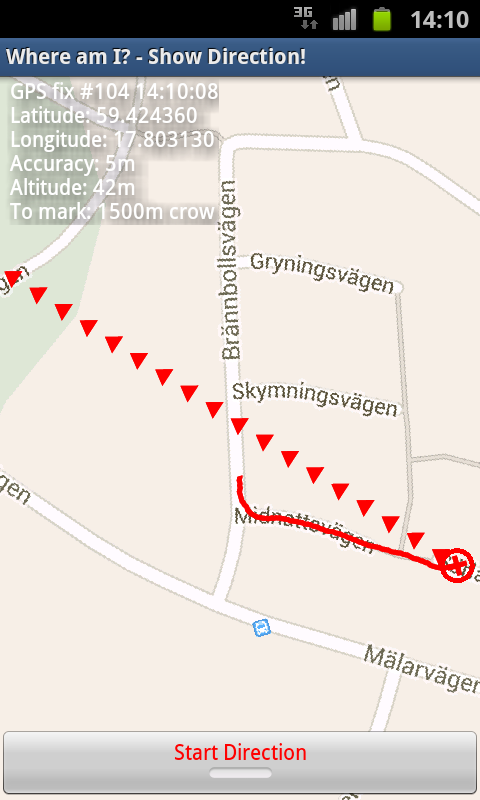 3G 14:10
Where am I? - Show Direction!
GPS fix #104 14:10:08
Latitude: 59.424360
Longitude: 17.803130
Accuracy: 5m
Altitude: 42m
To mark: 1500m crow
Brännbollsvägen
Gryningsvägen
Skymningsvägen
Midnattsvägen
Mälarvägen
Start Direction